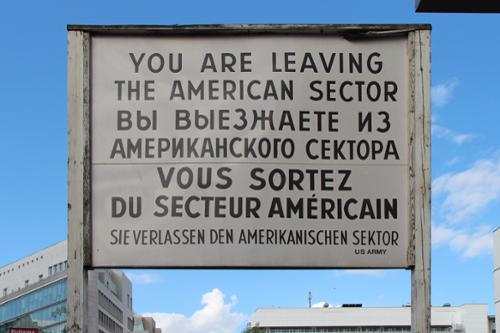 YOU ARE LEAVING
THE AMERICAN SECTOR
ВЫ ВЫЕЗЖАЕТЕ ИЗ
АМЕРИКАНСКОГО СЕКТОРА
VOUS SORTEZ
DU SECTEUR AMÉRICAIN
SIE VERLASSEN DEN AMERIKANISCHEN SEKTOR
US ARMY